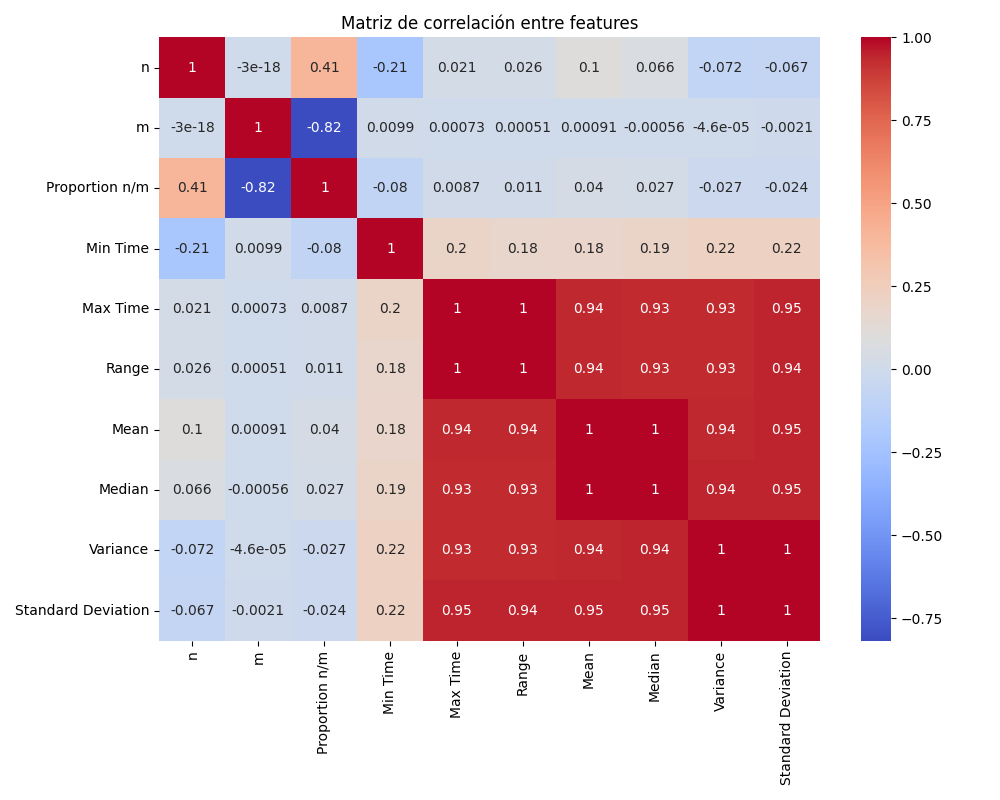 Matriz de correlación entre features
n 1 -3e-18 0.41 -0.21 0.021 0.026 0.1 0.066 -0.072 -0.067
m -3e-18 1 -0.82 0.0099 0.00073 0.00051 0.00091 -0.00056 -4.6e-05 -0.0021
Proportion n/m 0.41 -0.82 1 -0.08 0.0087 0.011 0.04 0.027 -0.027 -0.024
Min Time -0.21 0.0099 -0.08 1 0.2 0.18 0.18 0.19 0.22 0.22
Max Time 0.021 0.00073 0.0087 0.2 1 1 0.94 0.93 0.93 0.95
Range 0.026 0.00051 0.011 0.18 1 1 0.94 0.93 0.93 0.94
Mean 0.1 0.00091 0.04 0.18 0.94 0.94 1 1 0.94 0.95
Median 0.066 -0.00056 0.027 0.19 0.93 0.93 1 1 0.94 0.95
Variance -0.072 -4.6e-05 -0.027 0.22 0.93 0.93 0.94 0.94 1 1
Standard Deviation -0.067 -0.0021 -0.024 0.22 0.95 0.94 0.95 0.95 1 1
n
m
Proportion n/m
Min Time
Max Time
Range
Mean
Median
Variance
Standard Deviation
1.00
0.75
0.50
0.25
0.00
−0.25
−0.50
−0.75